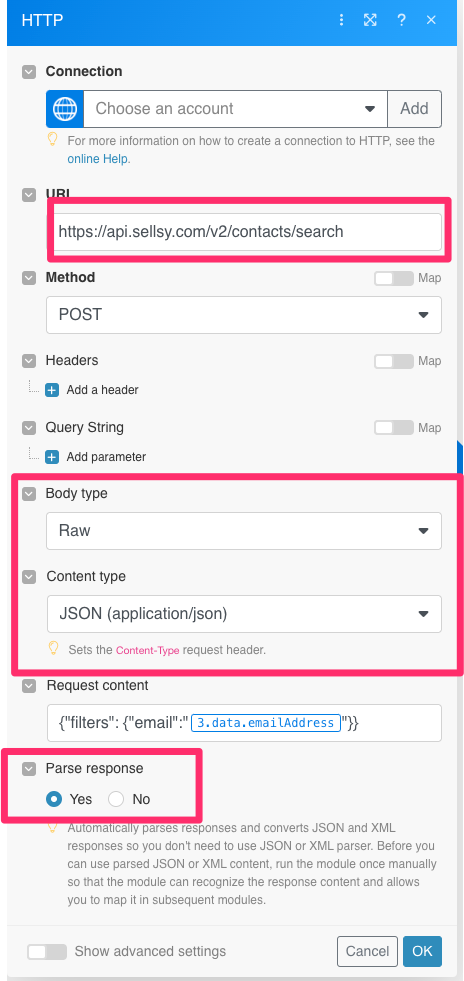 HTTP
Connection
Choose an account
Add
For more information on how to create a connection to HTTP, see the
online Help.
URL
https://api.sellsy.com/v2/contacts/search
Method
Map
POST
Headers
Map
Add a header
Query String
Map
Add parameter
Body type
Raw
Content type
JSON (application/json)
Sets the Content-Type request header.
Request content
{"filters": {"email":" 3.data.emailAddress "}}
Parse response
Yes No
Automatically parses responses and converts JSON and XML
responses so you don't need to use JSON or XML parser. Before you
can use parsed JSON or XML content, run the module once manually
so that the module can recognize the response content and allows
you to map it in subsequent modules.
Show advanced settings
Cancel
OK